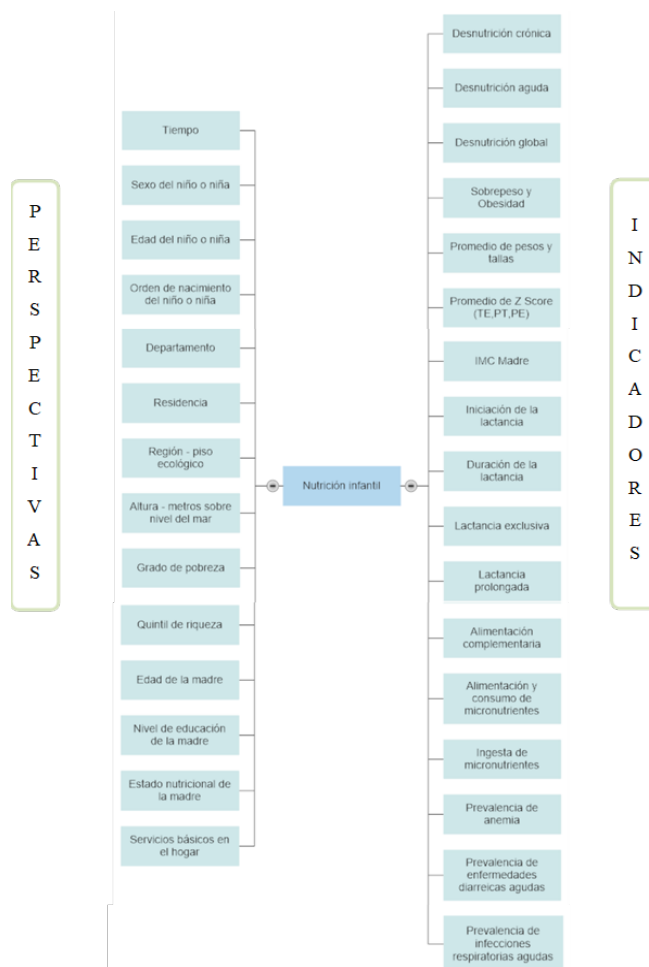 PERSPECTIVAS
Tiempo
Sexo del niño o niña
Edad del niño o niña
Orden de nacimiento
del niño o niña
Departamento
Residencia
Región - piso
ecológico
Altura - metros sobre
nivel del mar
Grado de pobreza
Quintil de riqueza
Edad de la madre
Nivel de educación
de la madre
Estado nutricional de
la madre
Servicios básicos en
el hogar
Nutrición infantil
Desnutrición crónica
Desnutrición aguda
Desnutrición global
Sobrepeso y
Obesidad
Promedio de pesos y
tallas
Promedio de Z Score
(TE,PT,PE)
IMC Madre
Iniciación de la
lactancia
Duración de la
lactancia
Lactancia exclusiva
Lactancia
prolongada
Alimentación
complementaria
Alimentación y
consumo de
micronutrientes
Ingesta de
micronutrientes
Prevalencia de
anemia
Prevalencia de
enfermedades
diarreicas agudas
Prevalencia de
infecciones
respiratorias agudas
INDICADORES